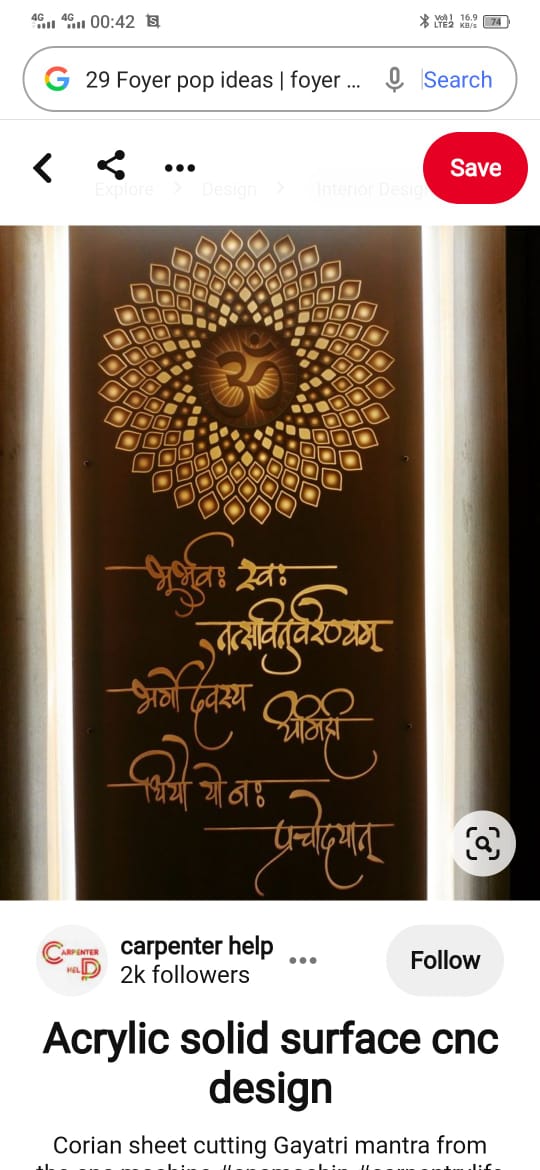 4G 4G 00:42 Vo) 1 LTE2 16.9 KB/s 74
29 Foyer pop ideas | foyer ... Search
Save
Explore > Design > Interior Desig
ॐ
भूर्भुवः स्वः
तत्सवितुर्वरेण्यम्
भर्गो देवस्य
धीमही
धियो यो नः
प्रचोदयात्
CARPENTER
HELP
carpenter help ...
2k followers
Follow
Acrylic solid surface cnc
design
Corian sheet cutting Gayatri mantra from